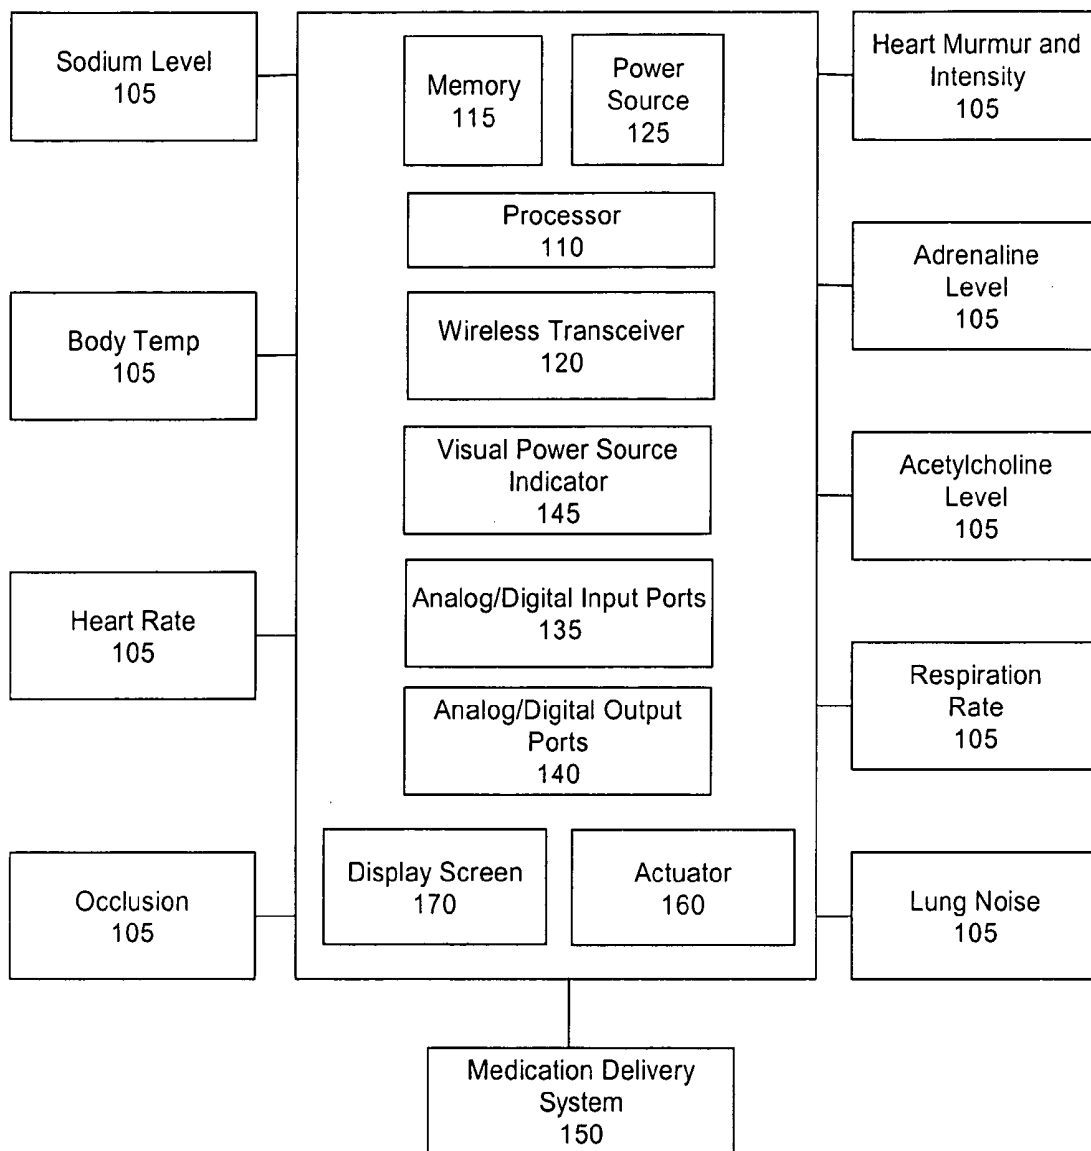 Sodium Level
105
Body Temp
105
Heart Rate
105
Occlusion
105
Memory
115
Power
Source
125
Processor
110
Wireless Transceiver
120
Visual Power Source
Indicator
145
Analog/Digital Input Ports
135
Analog/Digital Output
Ports
140
Display Screen
170
Actuator
160
Heart Murmur and
Intensity
105
Adrenaline
Level
105
Acetylcholine
Level
105
Respiration
Rate
105
Lung Noise
105
Medication Delivery
System
150